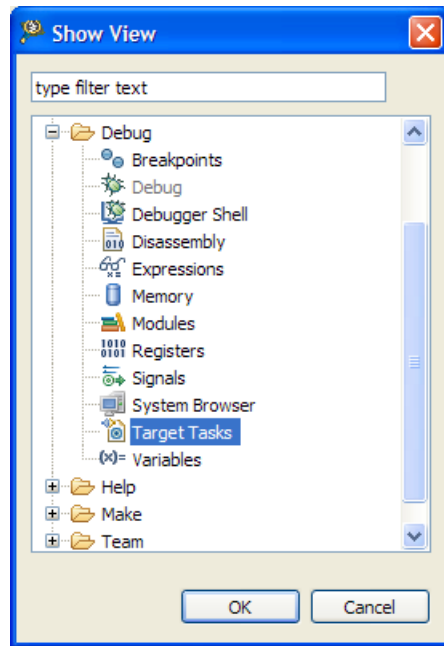 Show View
type filter text
Debug
Breakpoints
Debug
Debugger Shell
Disassembly
Expressions
Memory
Modules
Registers
Signals
System Browser
Target Tasks
(x)= Variables
Help
Make
Team
OK Cancel